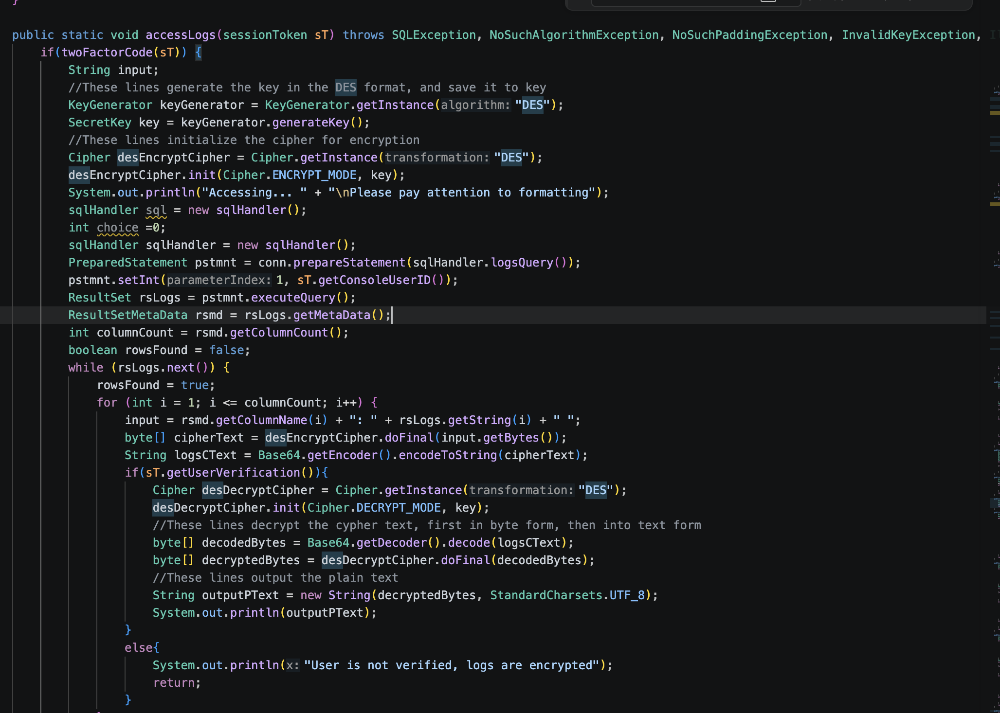 }
public static void accessLogs(sessionToken sT) throws SQLException, NoSuchAlgorithmException, NoSuchPaddingException, InvalidKeyException,
if(twoFactorCode(sT)) {
String input;
//These lines generate the key in the DES format, and save it to key
KeyGenerator keyGenerator = KeyGenerator.getInstance(algorithm: "DES");
SecretKey key = keyGenerator.generateKey();
//These lines initialize the cipher for encryption
Cipher desEncryptCipher = Cipher.getInstance(transformation: "DES");
desEncryptCipher.init(Cipher.ENCRYPT_MODE, key);
System.out.println("Accessing... " + "\nPlease pay attention to formatting");
sqlHandler sql = new sqlHandler();
int choice =0;
sqlHandler sqlHandler = new sqlHandler();
PreparedStatement pstmnt = conn.prepareStatement(sqlHandler.logsQuery());
pstmnt.setInt(parameterIndex: 1, sT.getConsoleUserID());
ResultSet rsLogs = pstmnt.executeQuery();
ResultSetMetaData rsmd = rsLogs.getMetaData();
int columnCount = rsmd.getColumnCount();
boolean rowsFound = false;
while (rsLogs.next()) {
rowsFound = true;
for (int i = 1; i <= columnCount; i++) {
input = rsmd.getColumnName(i) + ": " + rsLogs.getString(i) + " ";
byte[] cipherText = desEncryptCipher.doFinal(input.getBytes());
String logsCText = Base64.getEncoder().encodeToString(cipherText);
if(sT.getUserVerification()){
Cipher desDecryptCipher = Cipher.getInstance(transformation: "DES");
desDecryptCipher.init(Cipher.DECRYPT_MODE, key);
//These lines decrypt the cypher text, first in byte form, then into text form
byte[] decodedBytes = Base64.getDecoder().decode(logsCText);
byte[] decryptedBytes = desDecryptCipher.doFinal(decodedBytes);
//These lines output the plain text
String outputPText = new String(decryptedBytes, StandardCharsets.UTF_8);
System.out.println(outputPText);
}
else{
System.out.println(x: "User is not verified, logs are encrypted");
return;
}